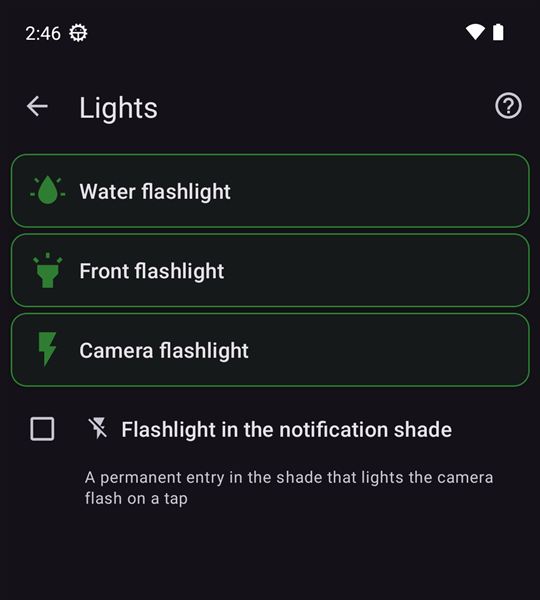 2:46
Lights
Water flashlight
Front flashlight
Camera flashlight
Flashlight in the notification shade
A permanent entry in the shade that lights the camera
flash on a tap